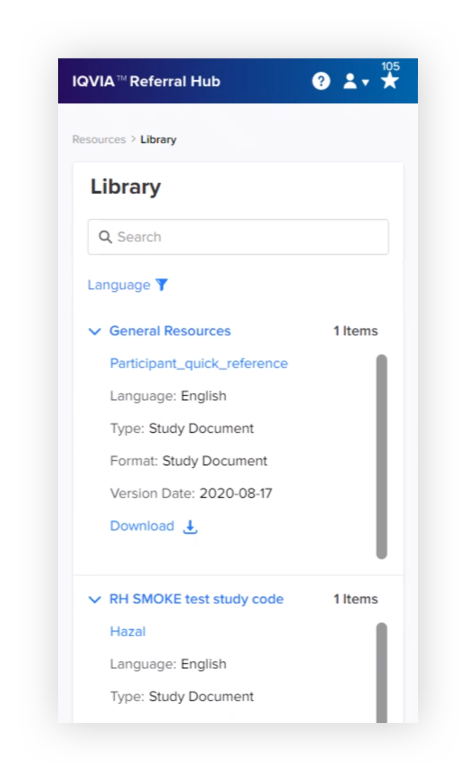 105
IQVIA™ Referral Hub
Resources > Library
Library
Search
Language
General Resources 1 Items
Participant_quick_reference
Language: English
Type: Study Document
Format: Study Document
Version Date: 2020-08-17
Download
RH SMOKE test study code 1 Items
Hazal
Language: English
Type: Study Document